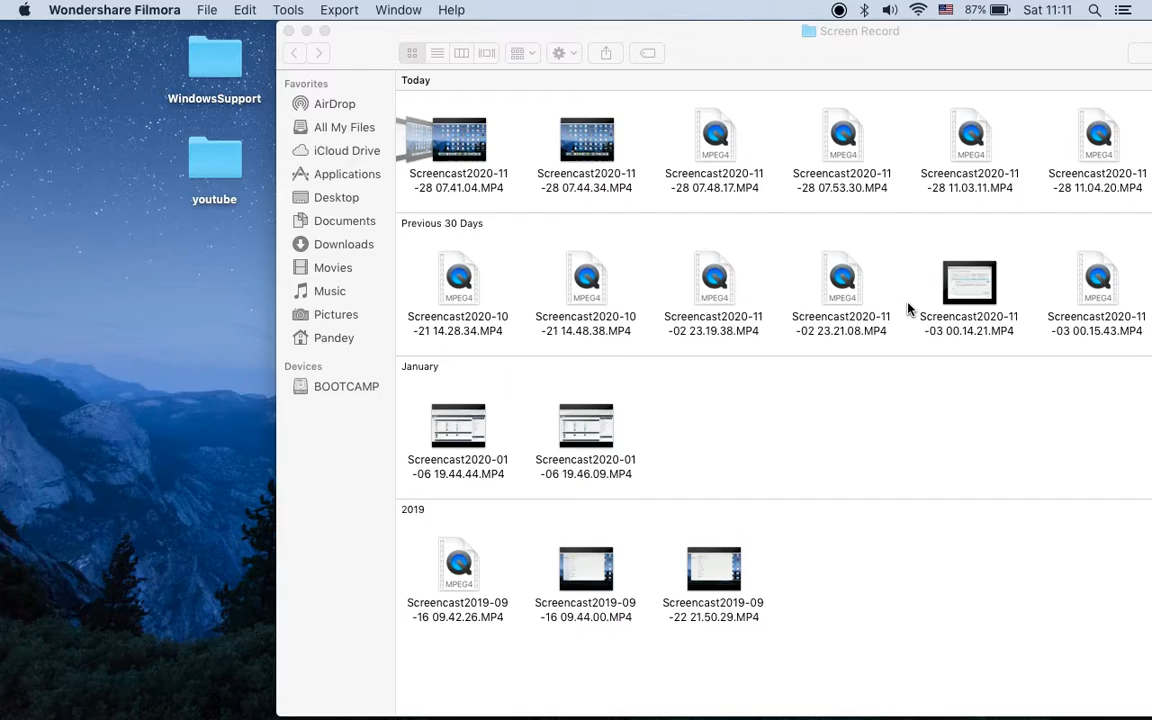 Wondershare Filmora File Edit Tools Export Window Help 87% Sat 11:11
WindowsSupport
youtube
Screen Record
Favorites
AirDrop
All My Files
iCloud Drive
Applications
Desktop
Documents
Downloads
Movies
Music
Pictures
Pandey
Devices
BOOTCAMP
Today
MPEG4 MPEG4 MPEG4 MPEG4
Screencast2020-11 Screencast2020-11 Screencast2020-11 Screencast2020-11 Screencast2020-11 Screencast2020-11
-28 07.41.04.MP4 -28 07.44.34.MP4 -28 07.48.17.MP4 -28 07.53.30.MP4 -28 11.03.11.MP4 -28 11.04.20.MP4
Previous 30 Days
MPEG4 MPEG4 MPEG4 MPEG4 MPEG4
Screencast2020-10 Screencast2020-10 Screencast2020-11 Screencast2020-11 Screencast2020-11 Screencast2020-11
-21 14.28.34.MP4 -21 14.48.38.MP4 -02 23.19.38.MP4 -02 23.21.08.MP4 -03 00.14.21.MP4 -03 00.15.43.MP4
January
Screencast2020-01 Screencast2020-01
-06 19.44.44.MP4 -06 19.46.09.MP4
2019
MPEG4
Screencast2019-09 Screencast2019-09 Screencast2019-09
-16 09.42.26.MP4 -16 09.44.00.MP4 -22 21.50.29.MP4